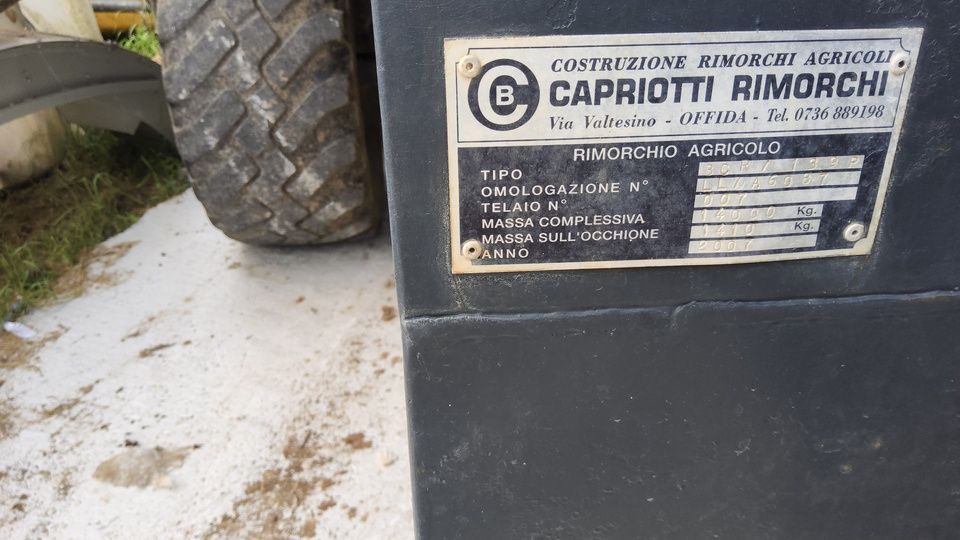 CB
COSTRUZIONE RIMORCHI AGRICOLI
CAPRIOTTI RIMORCHI
Via Valtesino - OFFIDA - Tel. 0736 889198
RIMORCHIO AGRICOLO
TIPO
OMOLOGAZIONE N°
TELAIO N° 007
MASSA COMPLESSIVA 14000 Kg.
MASSA SULL'OCCHIONE 1410 Kg.
ANNO 2007